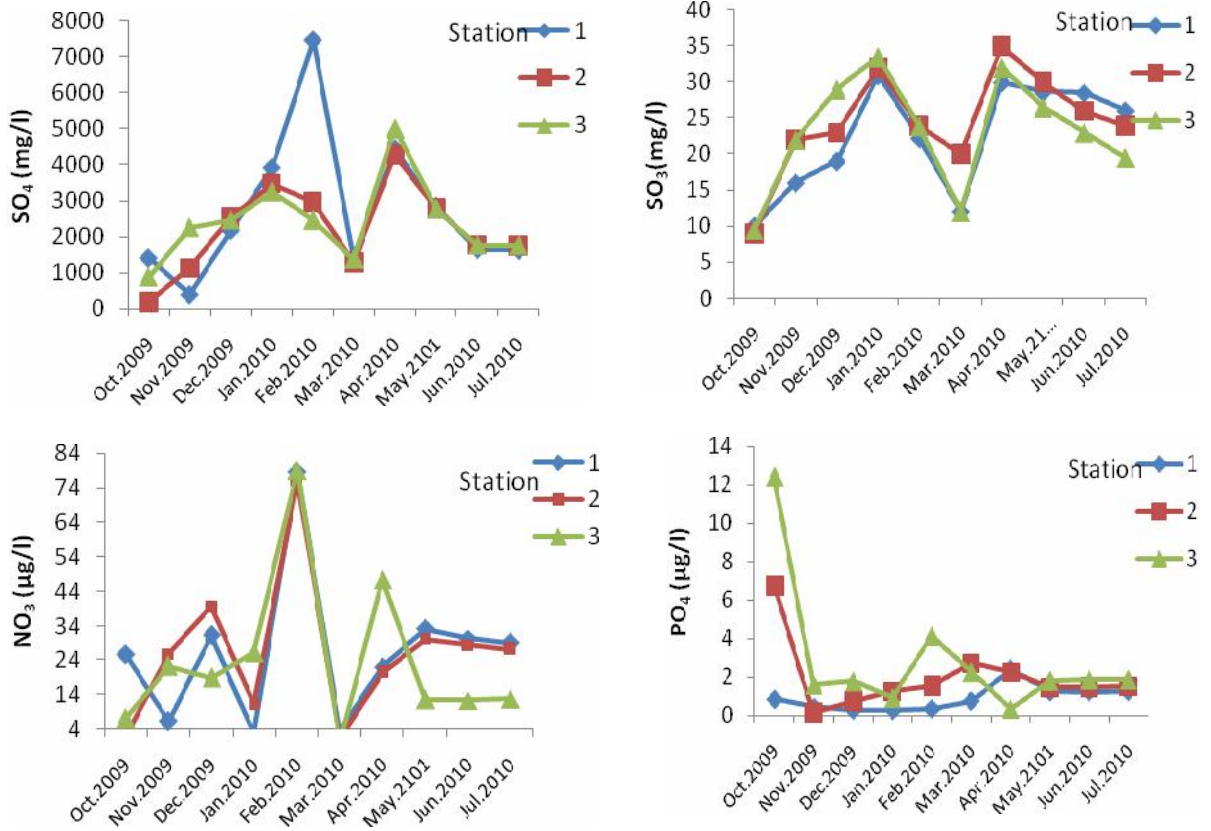 8000
7000
6000
5000
4000
3000
2000
1000
0
SO₄ (mg/l)
Station
1
2
3
Oct.2009
Nov.2009
Dec.2009
Jan.2010
Feb.2010
Mar.2010
Apr.2010
May.2101
Jun.2010
Jul.2010
40
35
30
25
20
15
10
5
0
SO₃(mg/l)
Station
1
2
3
Oct.2009
Nov.2009
Dec.2009
Jan.2010
Feb.2010
Mar.2010
Apr.2010
May.21...
Jun.2010
Jul.2010
84
74
64
54
44
34
24
14
4
NO₃ (µg/l)
Station
1
2
3
Oct.2009
Nov.2009
Dec.2009
Jan.2010
Feb.2010
Mar.2010
Apr.2010
May.2101
Jun.2010
Jul.2010
14
12
10
8
6
4
2
0
PO₄ (µg/l)
Station
1
2
3
Oct.2009
Nov.2009
Dec.2009
Jan.2010
Feb.2010
Mar.2010
Apr.2010
May.2101
Jun.2010
Jul.2010